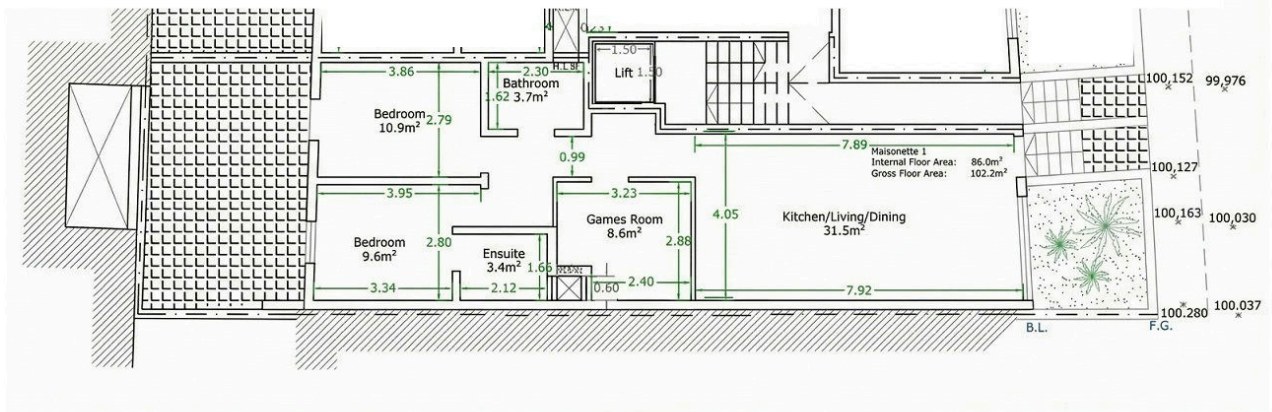 1.50
Lift 1.50
3.86
2.30
Bathroom
3.7m²
1.62
Bedroom
10.9m²
2.79
0.99
7.89
Maisonette 1
Internal Floor Area: 86.0m²
Gross Floor Area: 102.2m²
100,152
99,976
100,127
3.95
3.23
4.05
Games Room
8.6m²
2.88
Kitchen/Living/Dining
31.5m²
100,163
100,030
Bedroom
9.6m²
2.80
Ensuite
3.4m²
3.34
2.12
0.60
2.40
7.92
100.280
100.037
B.L.
F.G.